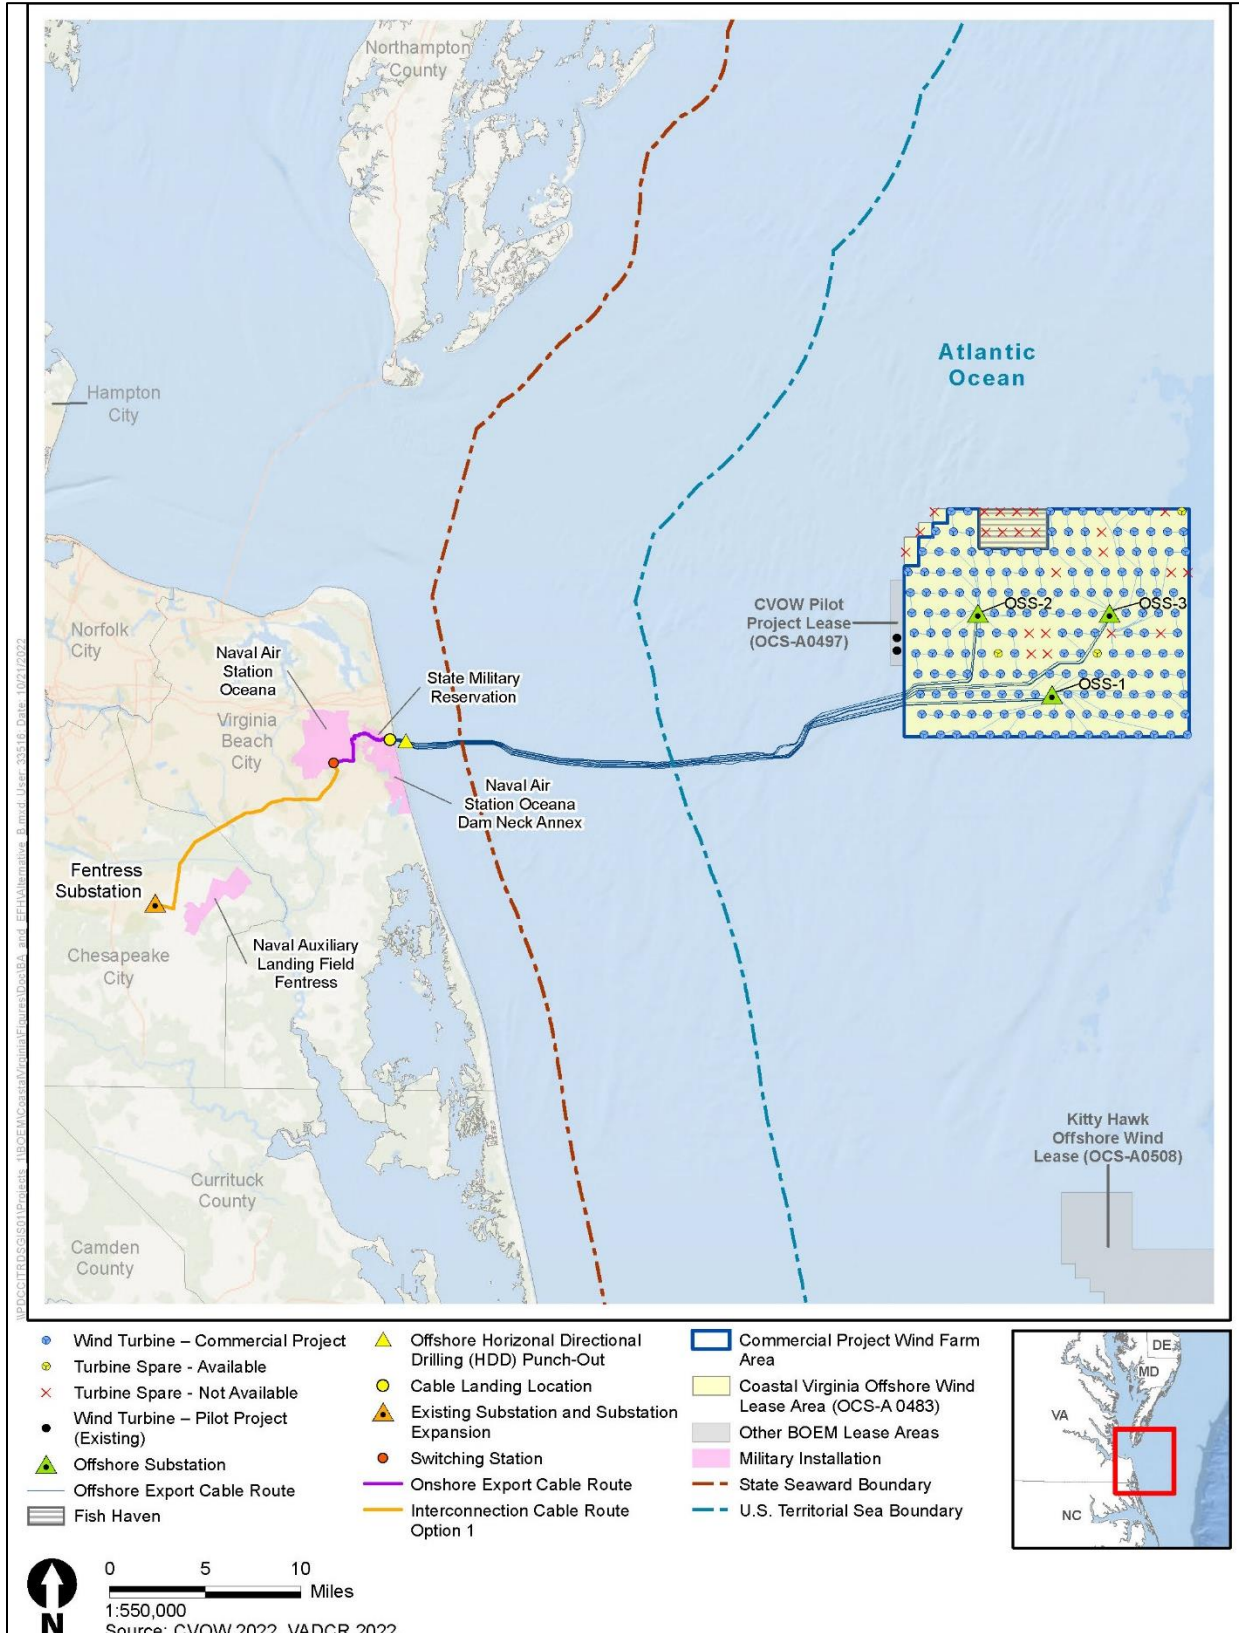 Northampton
County
Atlantic
Ocean
Hampton
City
CVOW Pilot
Project Lease
(OCS-A0497)
OSS-2
OSS-3
OSS-1
Norfolk
City
Naval Air
Station
Oceana
State Military
Reservation
Virginia
Beach
City
Naval Air
Station Oceana
Dam Neck Annex
Fentress
Substation
Naval Auxiliary
Landing Field
Fentress
Chesapeake
City
Kitty Hawk
Offshore Wind
Lease (OCS-A0508)
Currituck
County
Camden
County
Wind Turbine – Commercial Project
Turbine Spare - Available
Turbine Spare - Not Available
Wind Turbine – Pilot Project
(Existing)
Offshore Substation
Offshore Export Cable Route
Fish Haven
Offshore Horizonal Directional
Drilling (HDD) Punch-Out
Cable Landing Location
Existing Substation and Substation
Expansion
Switching Station
Onshore Export Cable Route
Interconnection Cable Route
Option 1
Commercial Project Wind Farm
Area
Coastal Virginia Offshore Wind
Lease Area (OCS-A 0483)
Other BOEM Lease Areas
Military Installation
State Seaward Boundary
U.S. Territorial Sea Boundary
DE
MD
VA
NC
N
0 5 10
Miles
1:550,000
Source: CVOW 2022, VADCR 2022